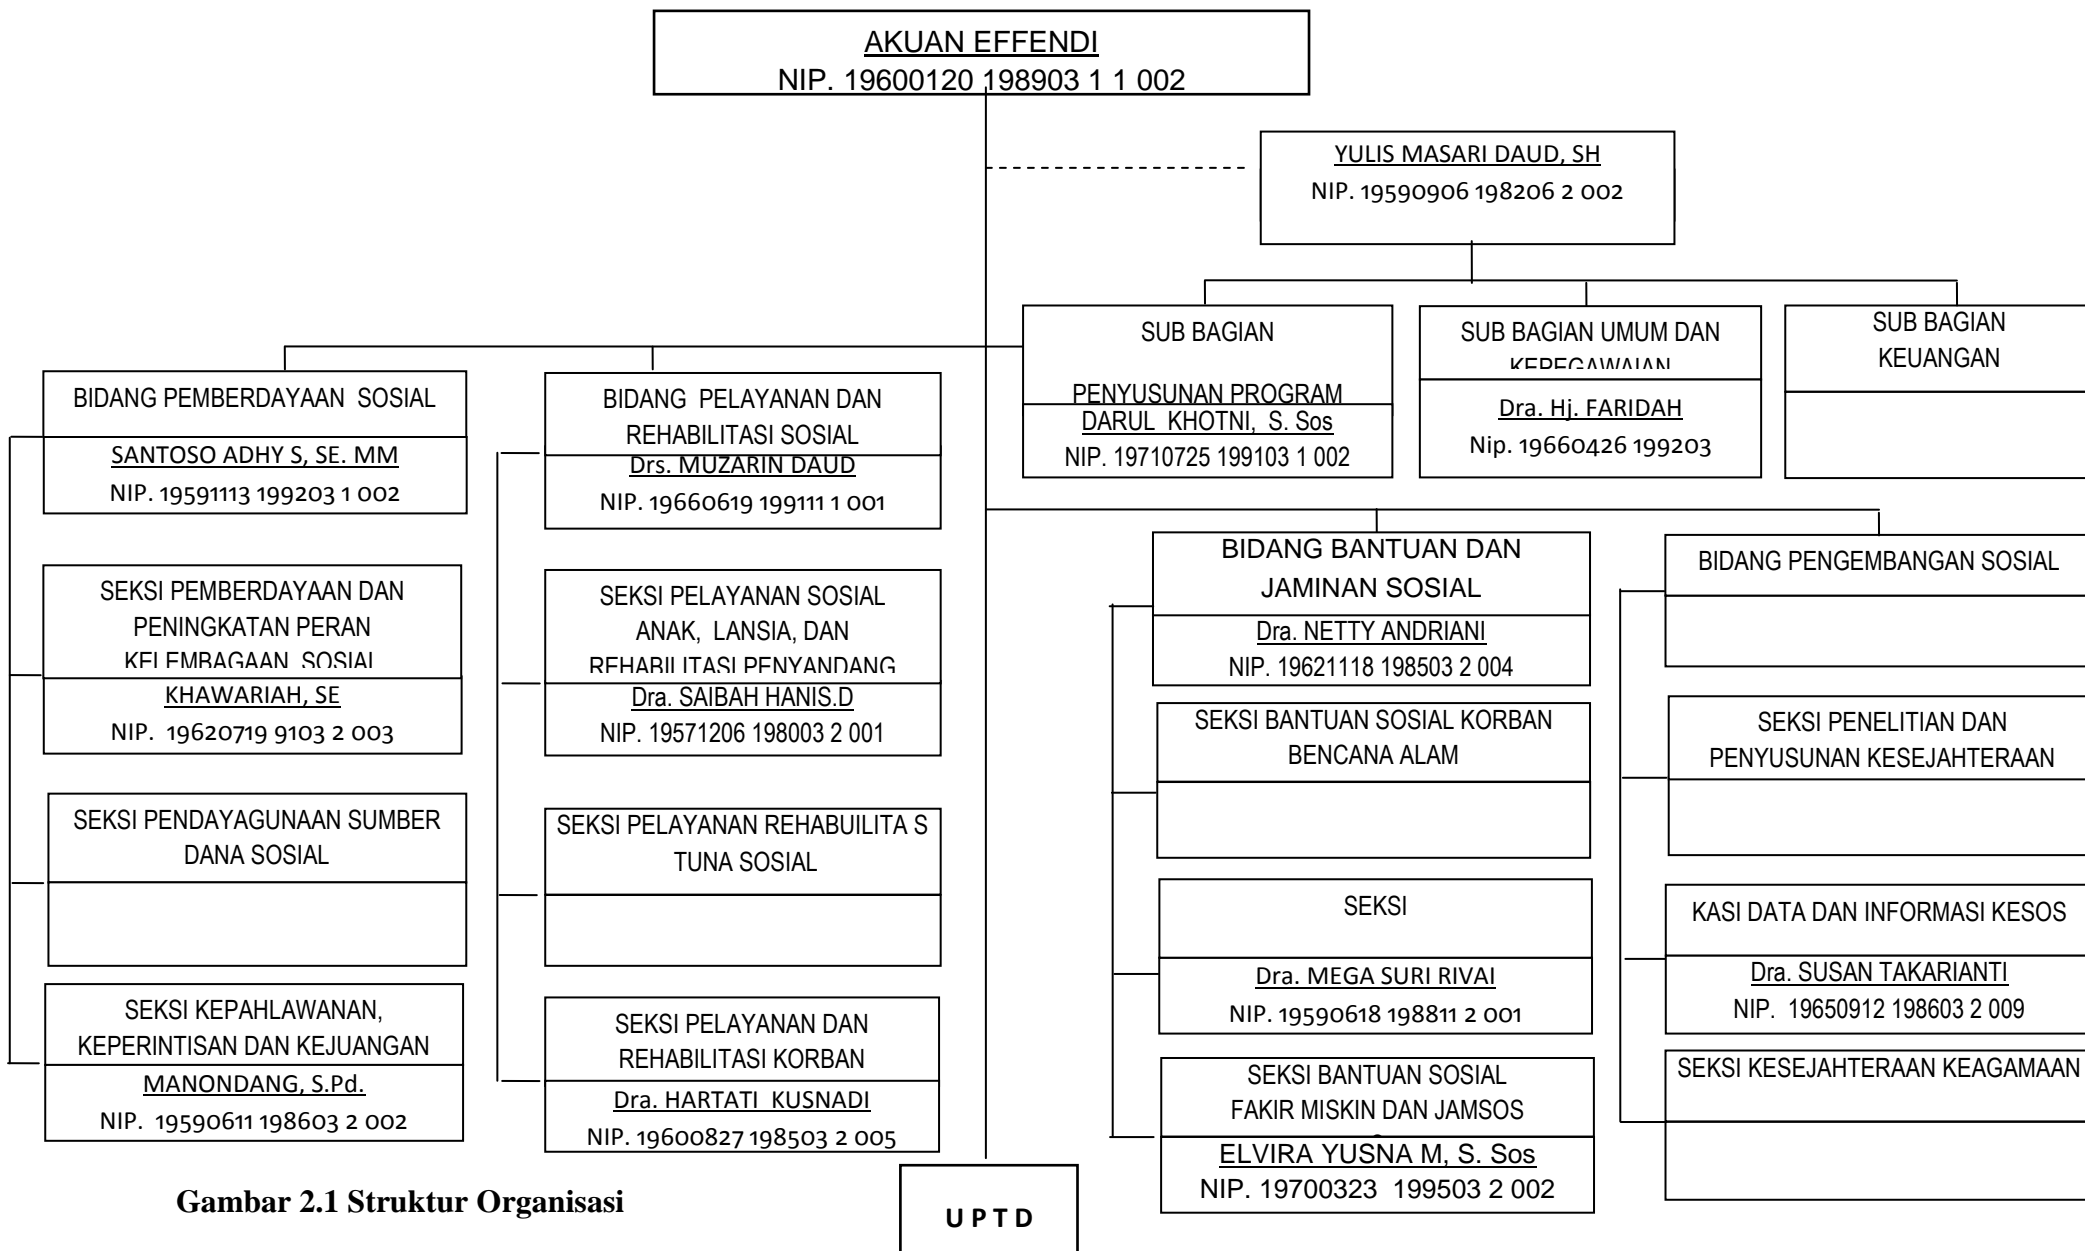 AKUAN EFFENDI
NIP. 19600120 198903 1 1 002
YULIS MASARI DAUD, SH
NIP. 19590906 198206 2 002
SUB BAGIAN
PENYUSUNAN PROGRAM
DARUL KHOTNI, S. Sos
NIP. 19710725 199103 1 002
SUB BAGIAN UMUM DAN
KEPEGAWAIAN
Dra. Hj. FARIDAH
Nip. 19660426 199203
SUB BAGIAN
KEUANGAN
BIDANG PEMBERDAYAAN SOSIAL
SANTOSO ADHY S, SE. MM
NIP. 19591113 199203 1 002
SEKSI PEMBERDAYAAN DAN
PENINGKATAN PERAN
KELEMBAGAAN SOSIAL
KHAWARIAH, SE
NIP. 19620719 9103 2 003
SEKSI PENDAYAGUNAAN SUMBER
DANA SOSIAL
SEKSI KEPAHLAWANAN,
KEPERINTISAN DAN KEJUANGAN
MANONDANG, S.Pd.
NIP. 19590611 198603 2 002
BIDANG PELAYANAN DAN
REHABILITASI SOSIAL
Drs. MUZARIN DAUD
NIP. 19660619 199111 1 001
SEKSI PELAYANAN SOSIAL
ANAK, LANSIA, DAN
REHABILITASI PENYANDANG
Dra. SAIBAH HANIS.D
NIP. 19571206 198003 2 001
SEKSI PELAYANAN REHABUILITA S
TUNA SOSIAL
SEKSI PELAYANAN DAN
REHABILITASI KORBAN
Dra. HARTATI KUSNADI
NIP. 19600827 198503 2 005
BIDANG BANTUAN DAN
JAMINAN SOSIAL
Dra. NETTY ANDRIANI
NIP. 19621118 198503 2 004
SEKSI BANTUAN SOSIAL KORBAN
BENCANA ALAM
SEKSI
Dra. MEGA SURI RIVAI
NIP. 19590618 198811 2 001
SEKSI BANTUAN SOSIAL
FAKIR MISKIN DAN JAMSOS
ELVIRA YUSNA M, S. Sos
NIP. 19700323 199503 2 002
BIDANG PENGEMBANGAN SOSIAL
SEKSI PENELITIAN DAN
PENYUSUNAN KESEJAHTERAAN
KASI DATA DAN INFORMASI KESOS
Dra. SUSAN TAKARIANTI
NIP. 19650912 198603 2 009
SEKSI KESEJAHTERAAN KEAGAMAAN
U P T D
Gambar 2.1 Struktur Organisasi